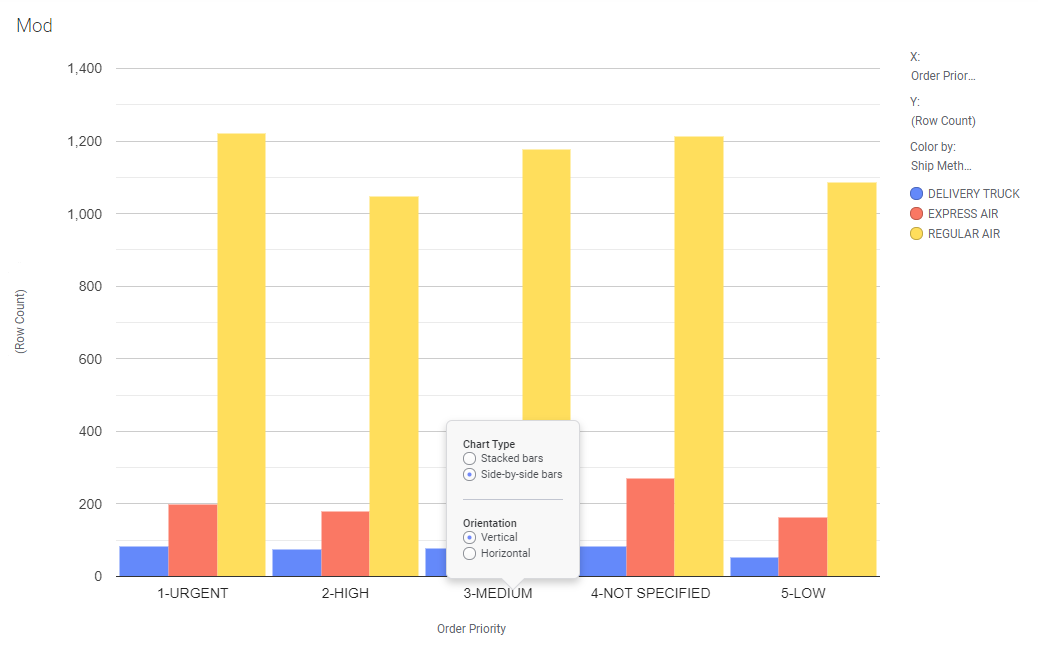 Mod
1,400
1,200
1,000
800
600
400
200
0
(Row Count)
1-URGENT
2-HIGH
3-MEDIUM
4-NOT SPECIFIED
5-LOW
Order Priority
Chart Type
Stacked bars
Side-by-side bars
Orientation
Vertical
Horizontal
X:
Order Prior...
Y:
(Row Count)
Color by:
Ship Meth...
DELIVERY TRUCK
EXPRESS AIR
REGULAR AIR